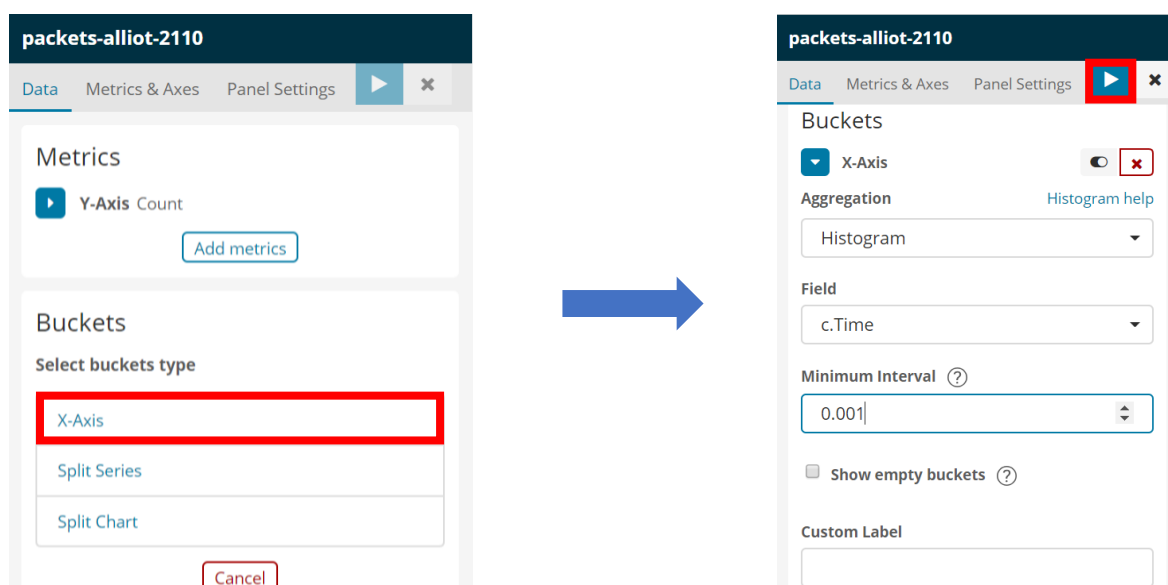 packets-alliot-2110
Data Metrics & Axes Panel Settings
Metrics
Y-Axis Count
Add metrics
Buckets
Select buckets type
X-Axis
Split Series
Split Chart
Cancel
packets-alliot-2110
Data Metrics & Axes Panel Settings
Buckets
X-Axis
Aggregation Histogram help
Histogram
Field
c.Time
Minimum Interval ?
0.001
Show empty buckets ?
Custom Label